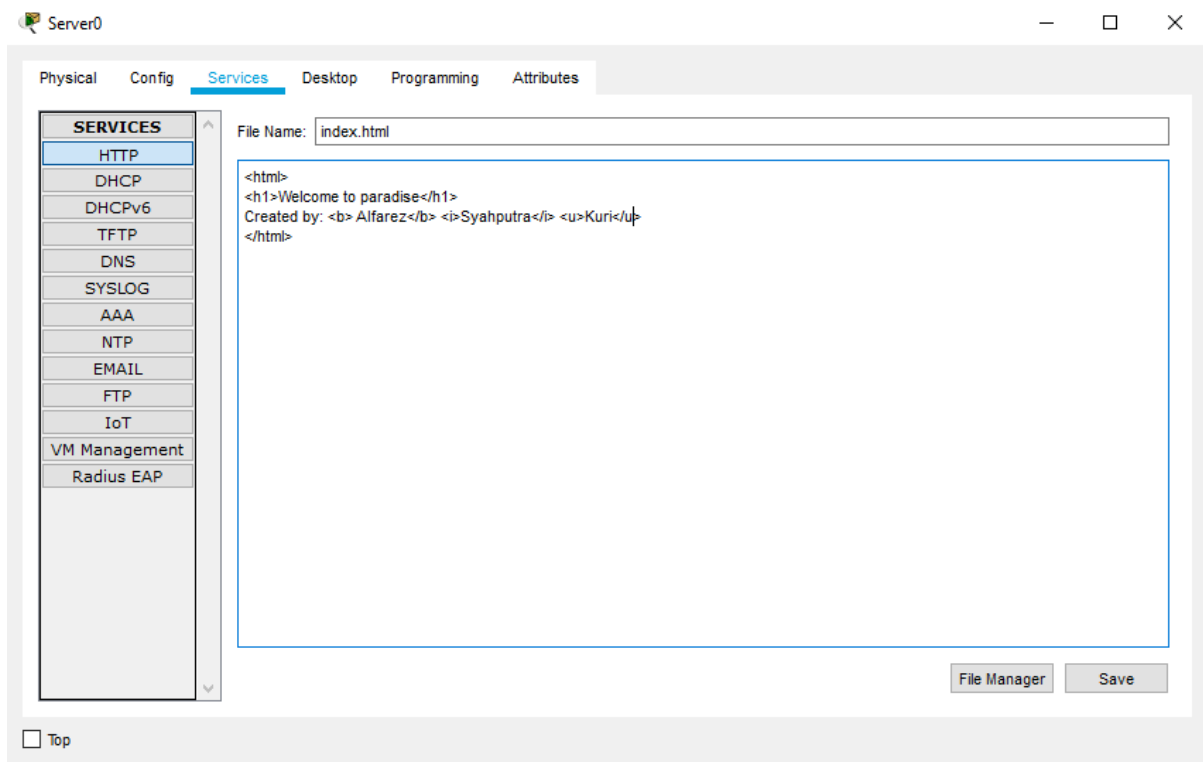 Server0
Physical Config Services Desktop Programming Attributes
SERVICES
HTTP
DHCP
DHCPv6
TFTP
DNS
SYSLOG
AAA
NTP
EMAIL
FTP
IoT
VM Management
Radius EAP
File Name: index.html
<html>
<h1>Welcome to paradise</h1>
Created by: <b> Alfarez</b> <i>Syahputra</i> <u>Kuri</u>
</html>
File Manager Save
Top